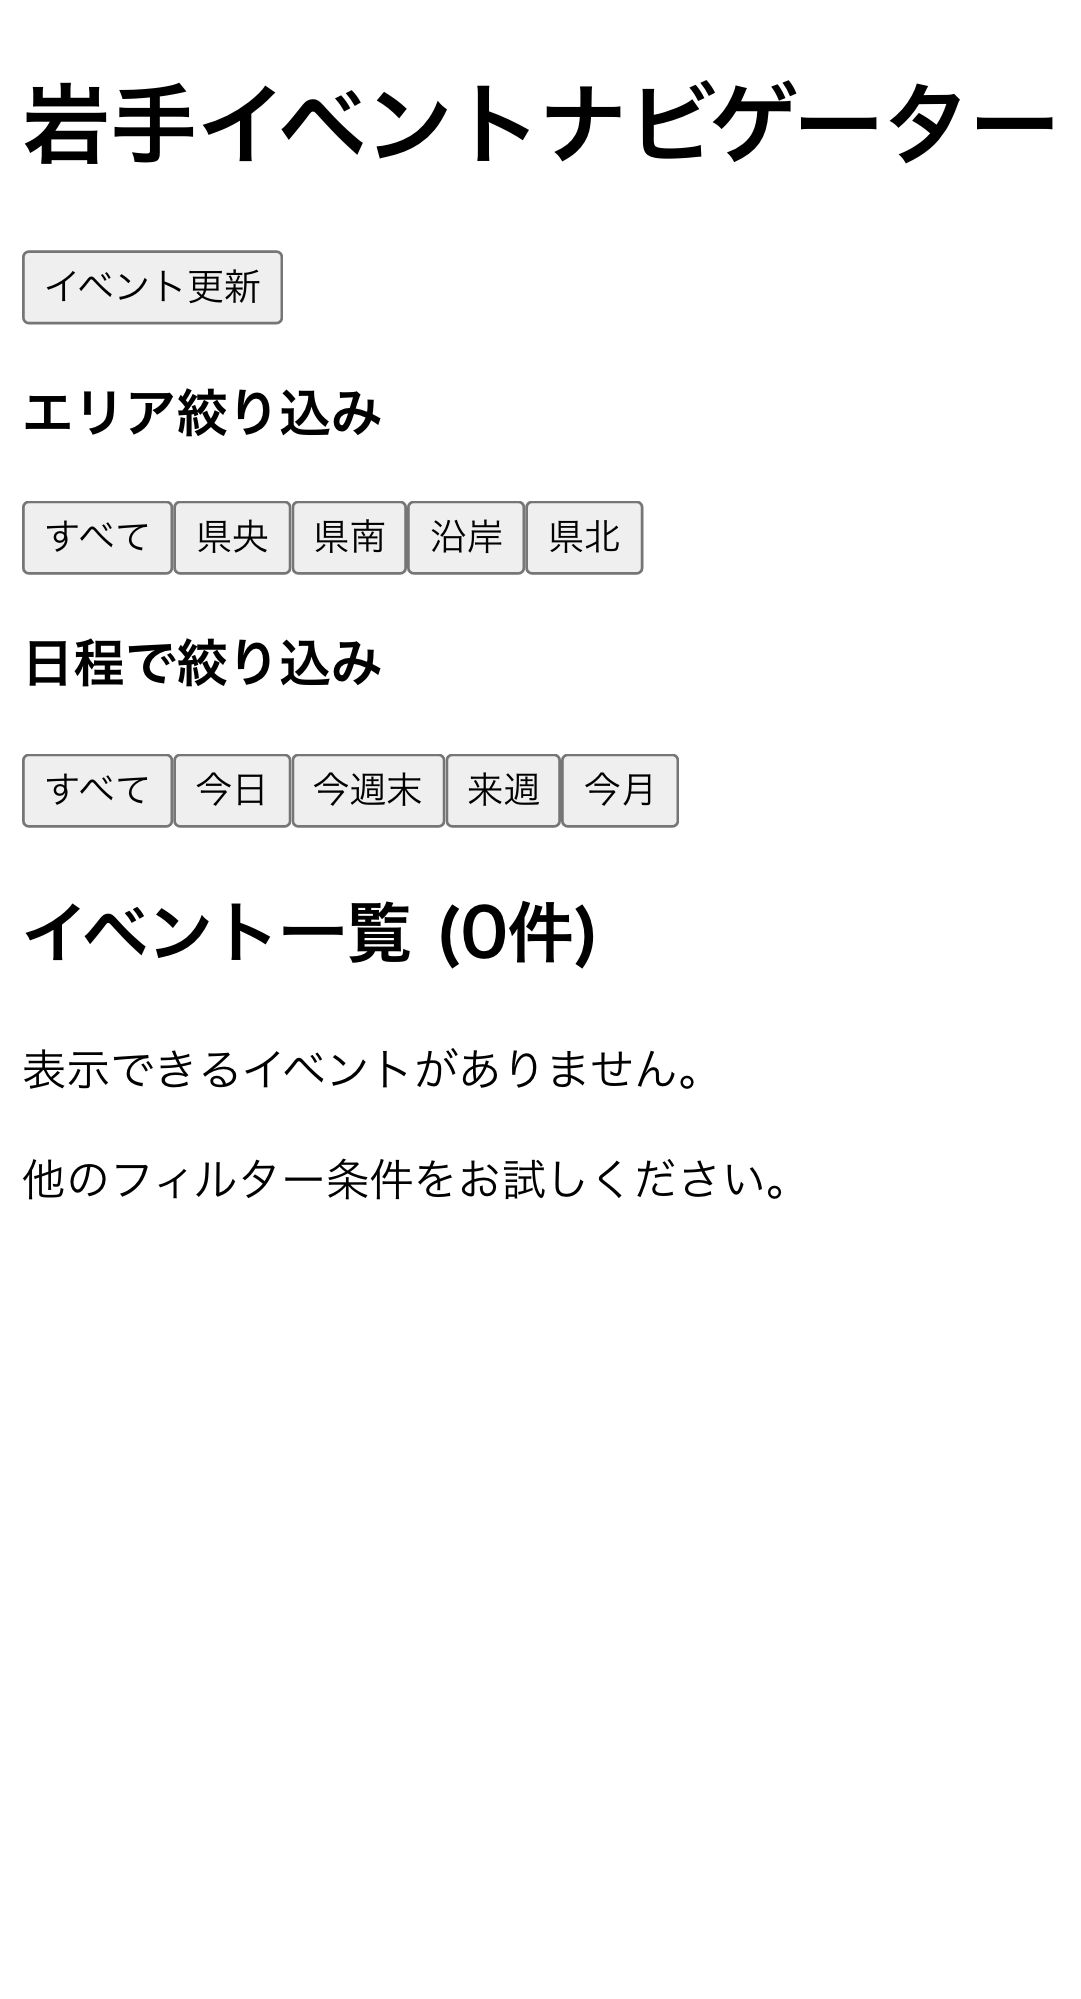 岩手イベントナビゲーター
イベント更新
エリア絞り込み
すべて 県央 県南 沿岸 県北
日程で絞り込み
すべて 今日 今週末 来週 今月
イベント一覧 (0件)
表示できるイベントがありません。
他のフィルター条件をお試しください。